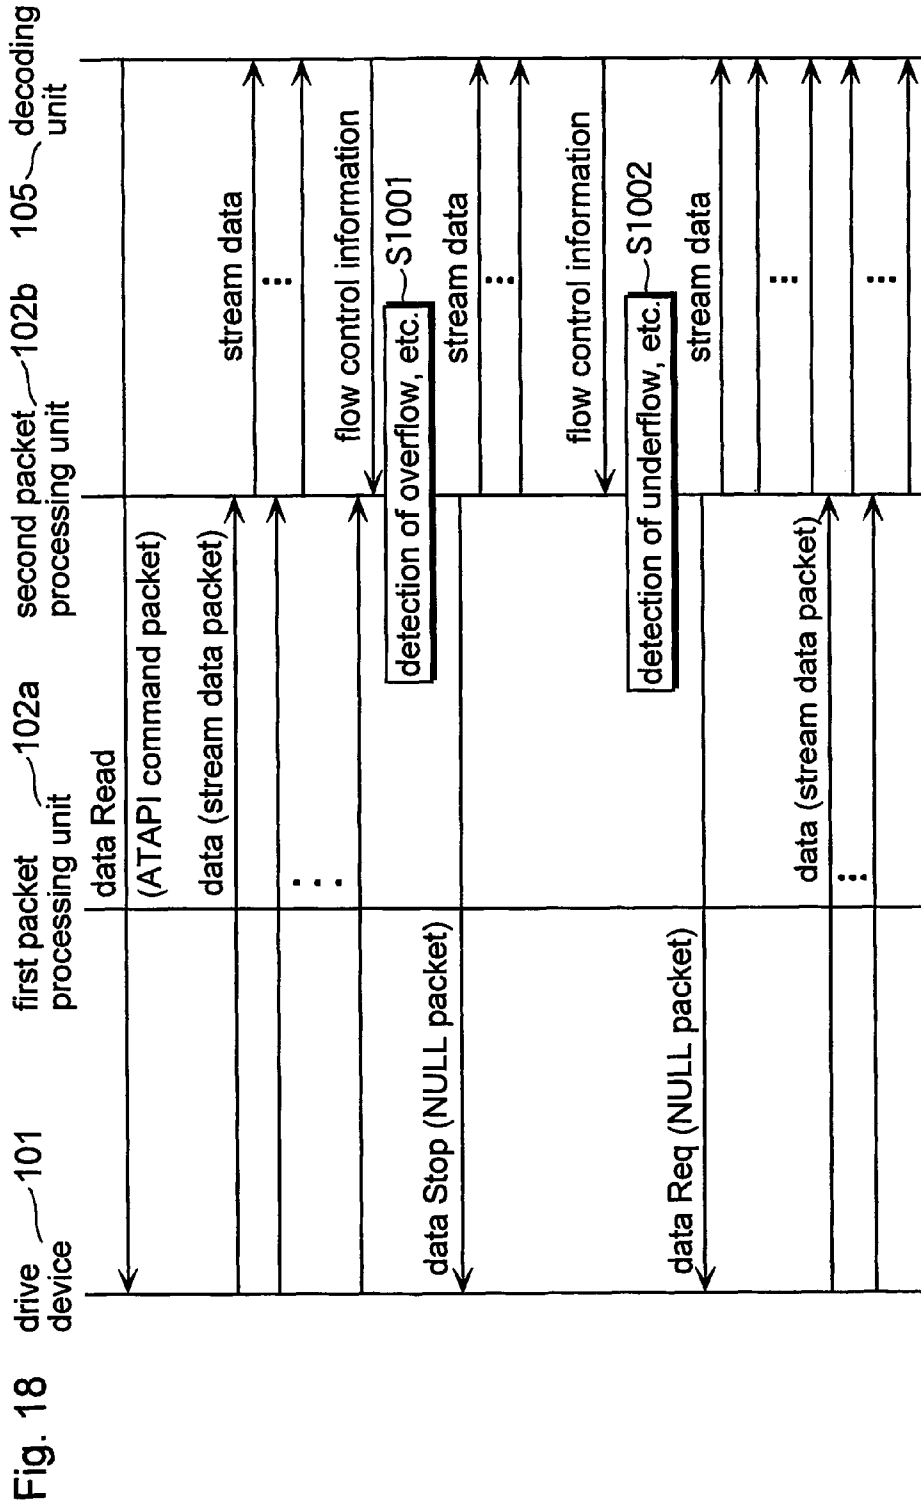 Fig. 18
drive
device
101
first packet
processing unit
102a
second packet
processing unit
102b
105
decoding
unit
data Read
(ATAPI command packet)
data (stream data packet)
stream data
...
...
flow control information
detection of overflow, etc.
S1001
data Stop (NULL packet)
stream data
...
flow control information
detection of underflow, etc.
S1002
data Req (NULL packet)
stream data
...
data (stream data packet)
...
...